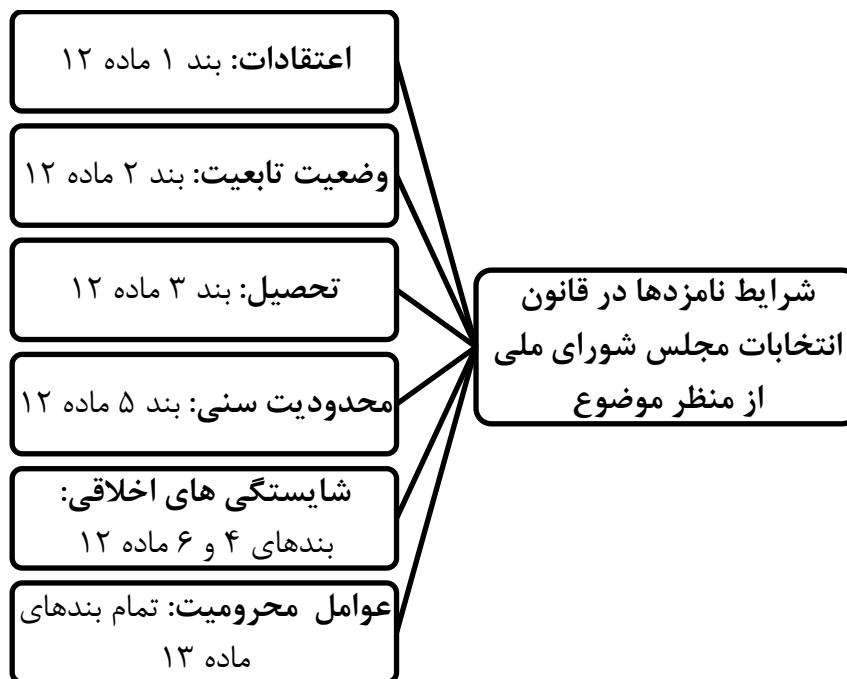 شرایط نامزدها در قانون
انتخابات مجلس شورای ملی
از منظر موضوع
اعتقادات: بند ۱ ماده ۱۲
وضعیت تابعیت: بند ۲ ماده ۱۲
تحصیل: بند ۳ ماده ۱۲
محدودیت سنی: بند ۵ ماده ۱۲
شایستگی های اخلاقی:
بندهای ۴ و ۶ ماده ۱۲
عوامل محرومیت: تمام بندهای
ماده ۱۳